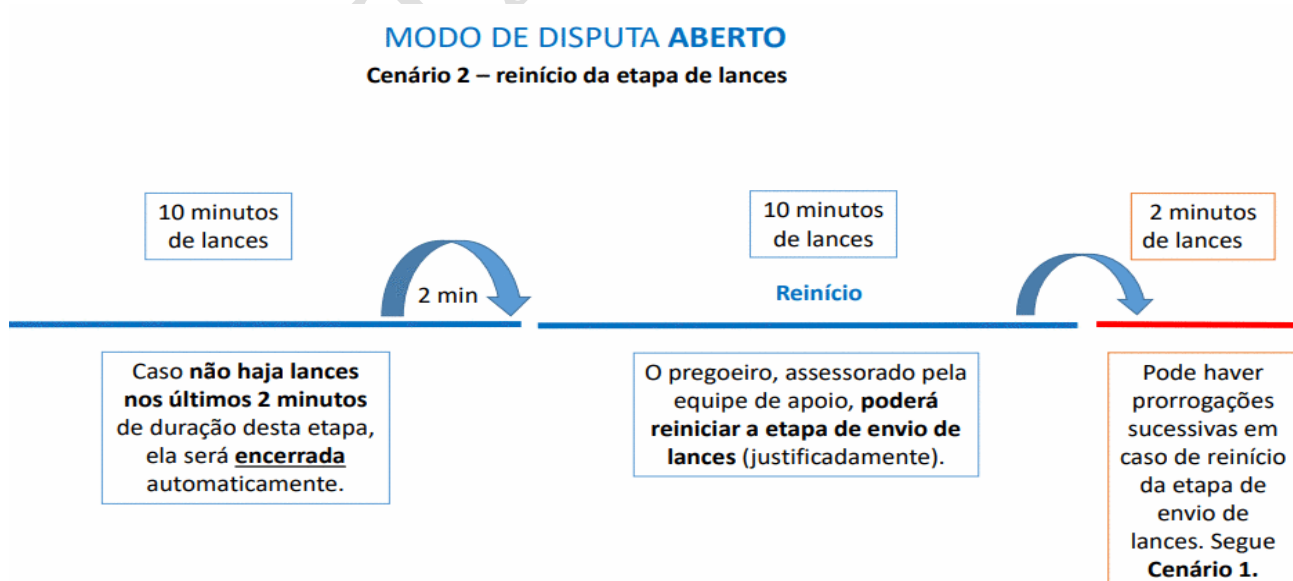 MODO DE DISPUTA ABERTO
Cenário 2 – reinício da etapa de lances
10 minutos
de lances
2 min
Caso não haja lances
nos últimos 2 minutos
de duração desta etapa,
ela será encerrada
automaticamente.
10 minutos
de lances
Reinício
O pregoeiro, assessorado pela
equipe de apoio, poderá
reiniciar a etapa de envio de
lances (justificadamente).
2 minutos
de lances
Pode haver
prorrogações
sucessivas em
caso de reinício
da etapa de
envio de
lances. Segue
Cenário 1.